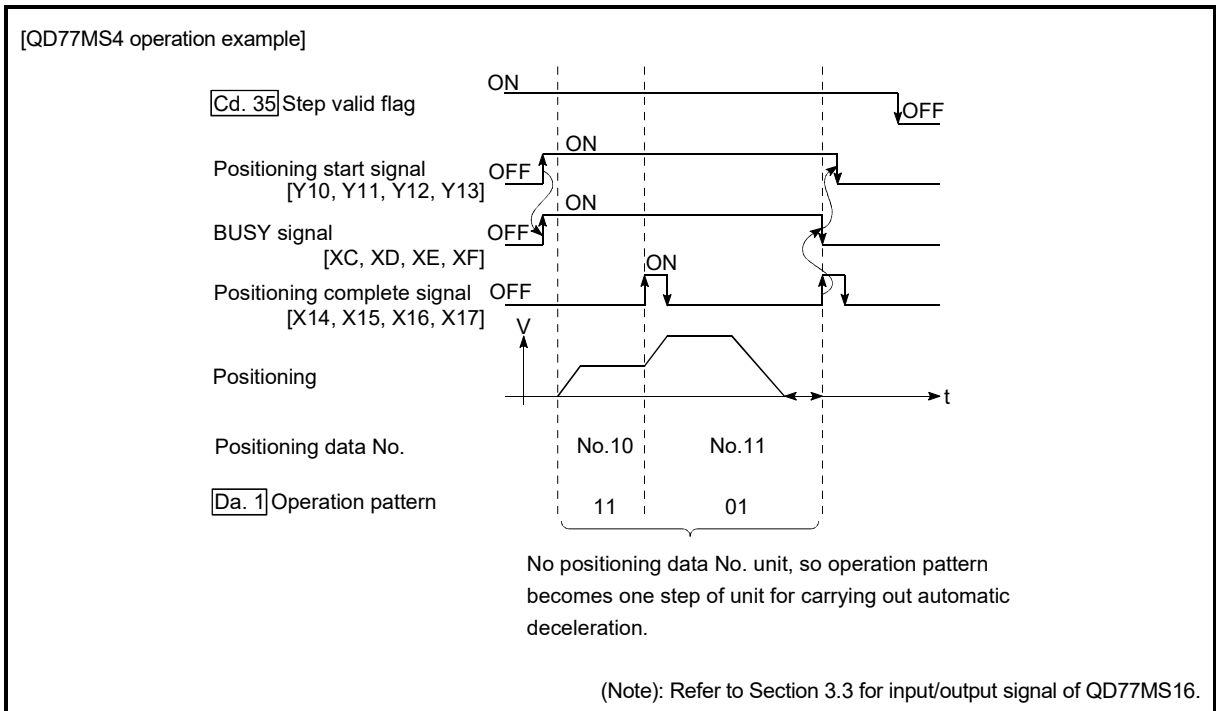 [QD77MS4 operation example]
ON
Cd. 35 Step valid flag
OFF
ON
Positioning start signal
OFF
[Y10, Y11, Y12, Y13]
ON
BUSY signal
OFF
[XC, XD, XE, XF]
ON
Positioning complete signal
OFF
[X14, X15, X16, X17]
V
Positioning
t
Positioning data No.
No.10
No.11
Da. 1 Operation pattern
11
01
No positioning data No. unit, so operation pattern
becomes one step of unit for carrying out automatic
deceleration.
(Note): Refer to Section 3.3 for input/output signal of QD77MS16.